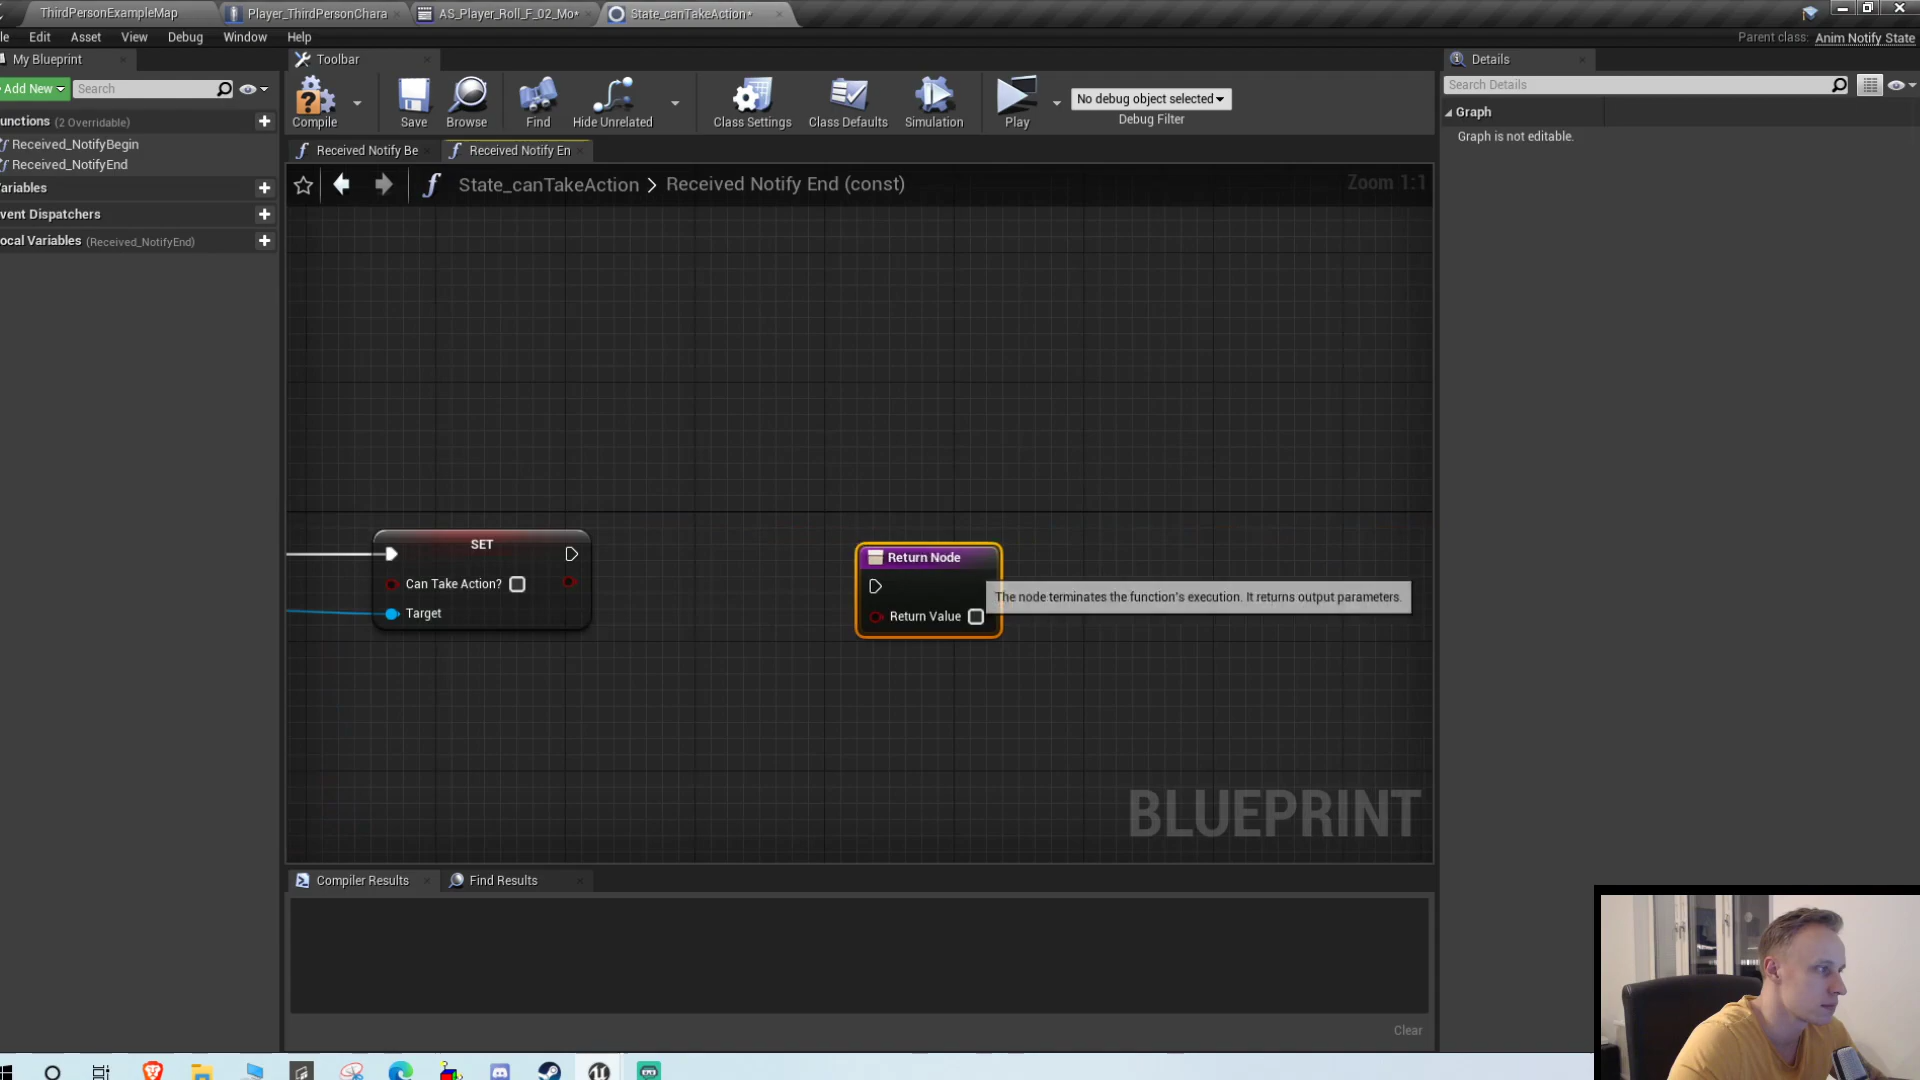 ThirdPersonExampleMap
Player_ThirdPersonChara
AS_Player_Roll_F_02_Mo*
State_canTakeAction*
le Edit Asset View Debug Window Help
Parent class: Anim Notify State
My Blueprint
Toolbar
Details
Add New
Search
Search Details
Compile
Save
Browse
Find
Hide Unrelated
Class Settings
Class Defaults
Simulation
Play
No debug object selected
Debug Filter
Graph
Graph is not editable.
unctions (2 Overridable)
Received_NotifyBegin
Received_NotifyEnd
ariables
vent Dispatchers
ocal Variables (Received_NotifyEnd)
Received Notify Be
Received Notify En
State_canTakeAction > Received Notify End (const)
Zoom 1:1
SET
Can Take Action?
Target
Return Node
Return Value
The node terminates the function's execution. It returns output parameters.
BLUEPRINT
Compiler Results
Find Results
Clear